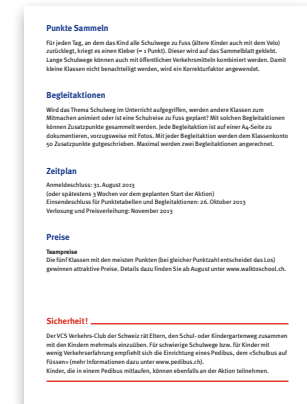 Punkte Sammeln
Für jeden Tag, an dem das Kind alle Schulwege zu Fuss (ältere Kinder auch mit dem Velo)
zurücklegt, kriegt es einen Kleber (= 1 Punkt). Dieser wird auf das Sammelblatt geklebt.
Lange Schulwege können auch mit öffentlichen Verkehrsmitteln kombiniert werden. Damit
kleine Klassen nicht benachteiligt werden, wird ein Korrekturfaktor angewendet.
Begleitaktionen
Wird das Thema Schulweg im Unterricht aufgegriffen, werden andere Klassen zum
Mitmachen animiert oder ist eine Schulreise zu Fuss geplant? Mit solchen Begleitaktionen
können Zusatzpunkte gesammelt werden. Jede Begleitaktion ist auf einer A4-Seite zu
dokumentieren, vorzugsweise mit Fotos. Mit jeder Begleitaktion werden dem Klassenkonto
50 Zusatzpunkte gutgeschrieben. Maximal werden zwei Begleitaktionen angerechnet.
Zeitplan
Anmeldeschluss: 31. August 2013
(oder spätestens 3 Wochen vor dem geplanten Start der Aktion)
Einsendeschluss für Punktetabellen und Begleitaktionen: 26. Oktober 2013
Verlosung und Preisverleihung: November 2013
Preise
Teampreise
Die fünf Klassen mit den meisten Punkten (bei gleicher Punktzahl entscheidet das Los)
gewinnen attraktive Preise. Details dazu finden Sie ab August unter www.walktoschool.ch.
Sicherheit!
Der VCS Verkehrs-Club der Schweiz rät Eltern, den Schul- oder Kindergartenweg zusammen
mit den Kindern mehrmals einzuüben. Für schwierige Schulwege bzw. für Kinder mit
wenig Verkehrserfahrung empfiehlt sich die Einrichtung eines Pedibus, dem «Schulbus auf
Füssen» (mehr Informationen dazu unter www.pedibus.ch).
Kinder, die in einem Pedibus mitlaufen, können ebenfalls an der Aktion teilnehmen.